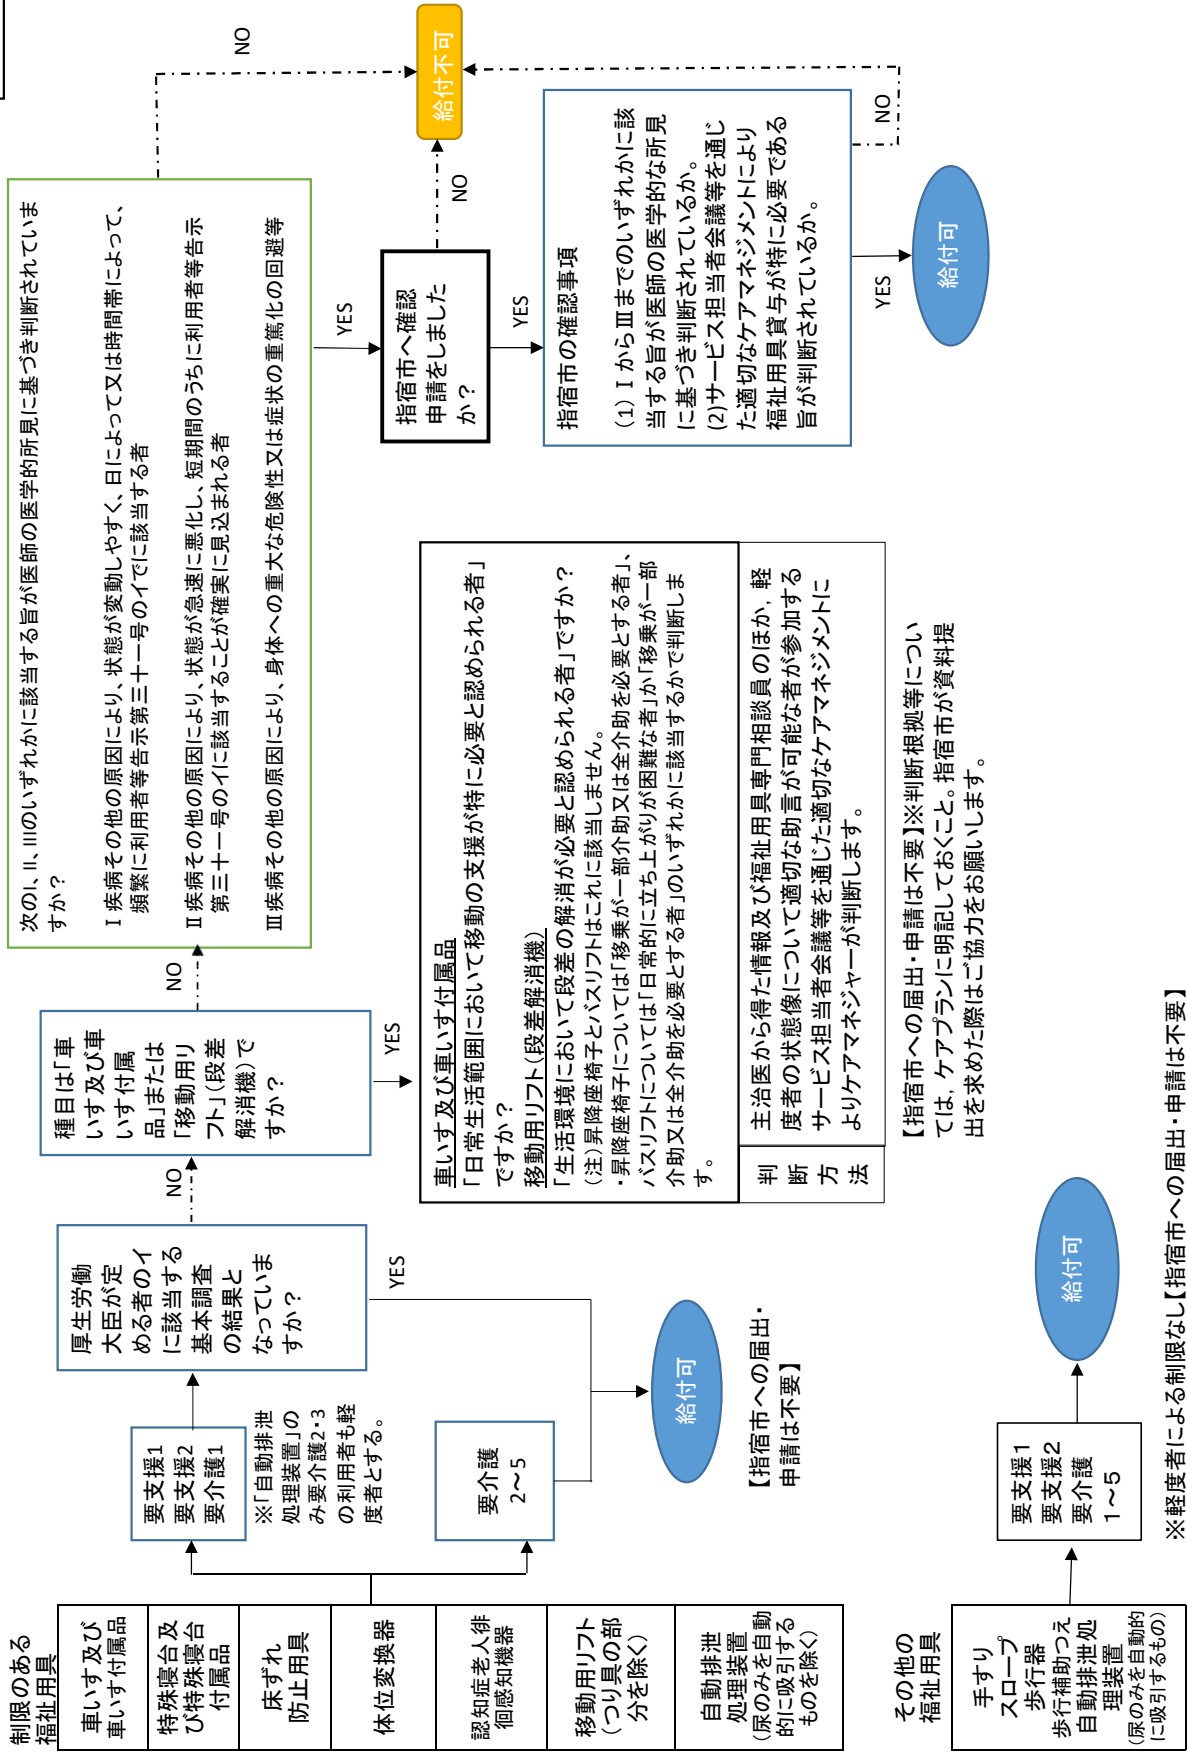 制限のある
福祉用具
車いす及び
車いす付属品
特殊寝台及
び特殊寝台
付属品
床ずれ
防止用具
体位変換器
認知症老人徘
徊感知機器
移動用リフト
(つり具の部
分を除く)
自動排泄
処理装置
(尿のみを自動
的に吸引する
ものを除く)
要支援1
要支援2
要介護1
※「自動排泄
処理装置」の
み要介護2・3
の利用者も軽
度者とする。
要介護
2～5
厚生労働
大臣が定
める者のイ
に該当する
基本調査
の結果と
なっていま
すか？
NO
YES
給付可
【指宿市への届出・
申請は不要】
種目は「車
いす及び車
いす付属
品」または
「移動用リ
フト」(段差
解消機)で
すか？
NO
YES
車いす及び車いす付属品
「日常生活範囲において移動の支援が特に必要と認められる者」
ですか？
移動用リフト(段差解消機)
「生活環境において段差の解消が必要と認められる者」ですか？
(注)昇降座椅子とバスリフトはこれに該当しません。
・昇降座椅子については「移乗が一部介助又は全介助を必要とする者」、
バスリフトについては「日常的に立ち上がりが困難な者」か「移乗が一部
介助又は全介助を必要とする者」のいずれかに該当するかで判断しま
す。
判
断
方
法
主治医から得た情報及び福祉用具専門相談員のほか，軽
度者の状態像について適切な助言が可能な者が参加する
サービス担当者会議等を通じた適切なケアマネジメントに
よりケアマネジャーが判断します。
【指宿市への届出・申請は不要】※判断根拠等につい
ては，ケアプランに明記しておくこと。指宿市が資料提
出を求めた際はご協力をお願いします。
次のI、II、IIIのいずれかに該当する旨が医師の医学的所見に基づき判断されていま
すか？
Ⅰ疾病その他の原因により、状態が変動しやすく、日によって又は時間帯によって、
頻繁に利用者等告示第三十一号のイでに該当する者
Ⅱ疾病その他の原因により、状態が急速に悪化し、短期間のうちに利用者等告示
第三十一号のイに該当することが確実に見込まれる者
Ⅲ疾病その他の原因により、身体への重大な危険性又は症状の重篤化の回避等
NO
YES
指宿市へ確認
申請をしました
か？
NO
給付不可
YES
指宿市の確認事項
(1)ⅠからⅢまでのいずれかに該
当する旨が医師の医学的な所見
に基づき判断されているか。
(2)サービス担当者会議等を通じ
た適切なケアマネジメントにより
福祉用具貸与が特に必要である
旨が判断されているか。
NO
YES
給付可
その他の
福祉用具
手すり
スロープ
歩行器
歩行補助つえ
自動排泄処
理装置
(尿のみを自動的
に吸引するもの)
要支援1
要支援2
要介護
1～5
給付可
※軽度者による制限なし【指宿市への届出・申請は不要】